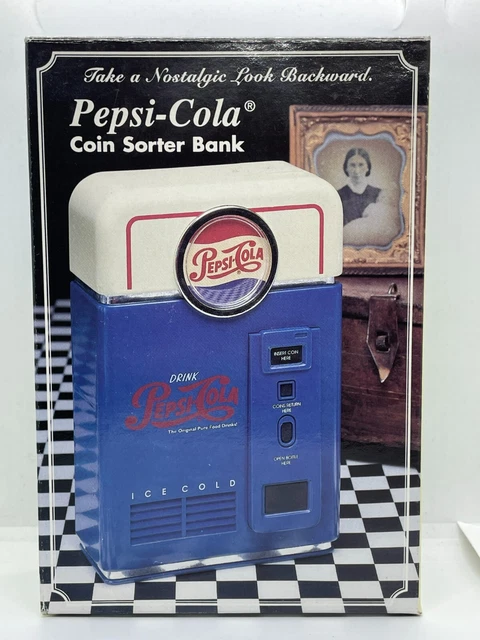 Take a Nostalgic Look Backward.
Pepsi-Cola®
Coin Sorter Bank
PEPSI-COLA
DRINK
PEPSI-COLA
The Original Pure Food Drink
ICE COLD
INSERT COIN
HERE
COINS RETURN
HERE
OPEN BOTTLE
HERE